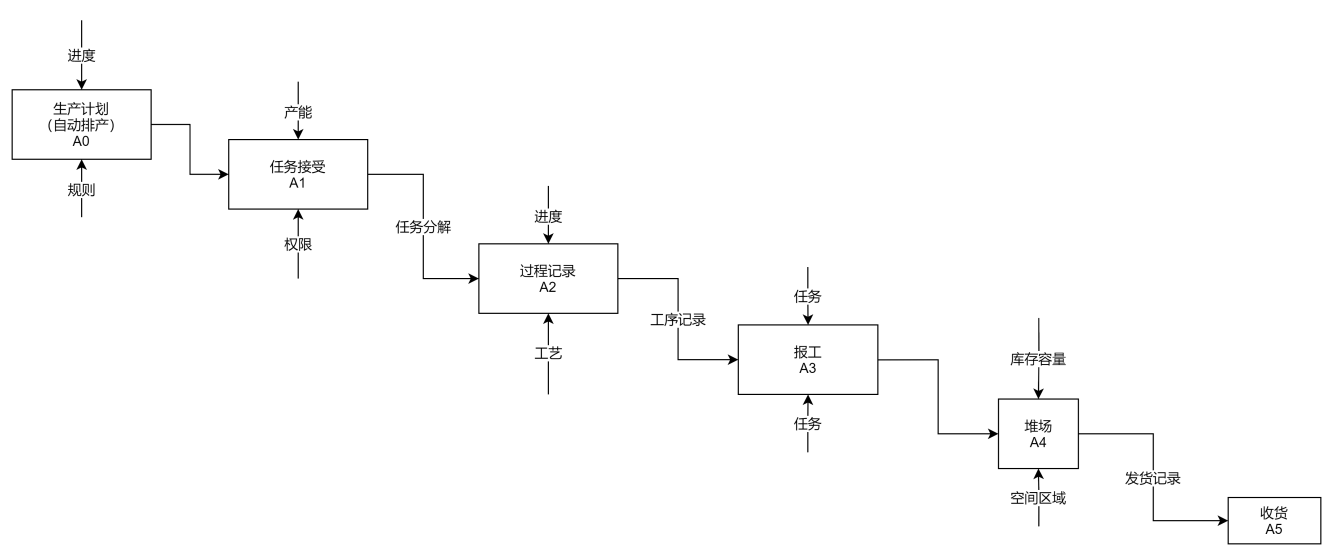 进度
生产计划
（自动排产）
A0
规则
产能
任务接受
A1
权限
任务分解
进度
过程记录
A2
工艺
工序记录
任务
报工
A3
任务
库存容量
堆场
A4
空间区域
发货记录
收货
A5